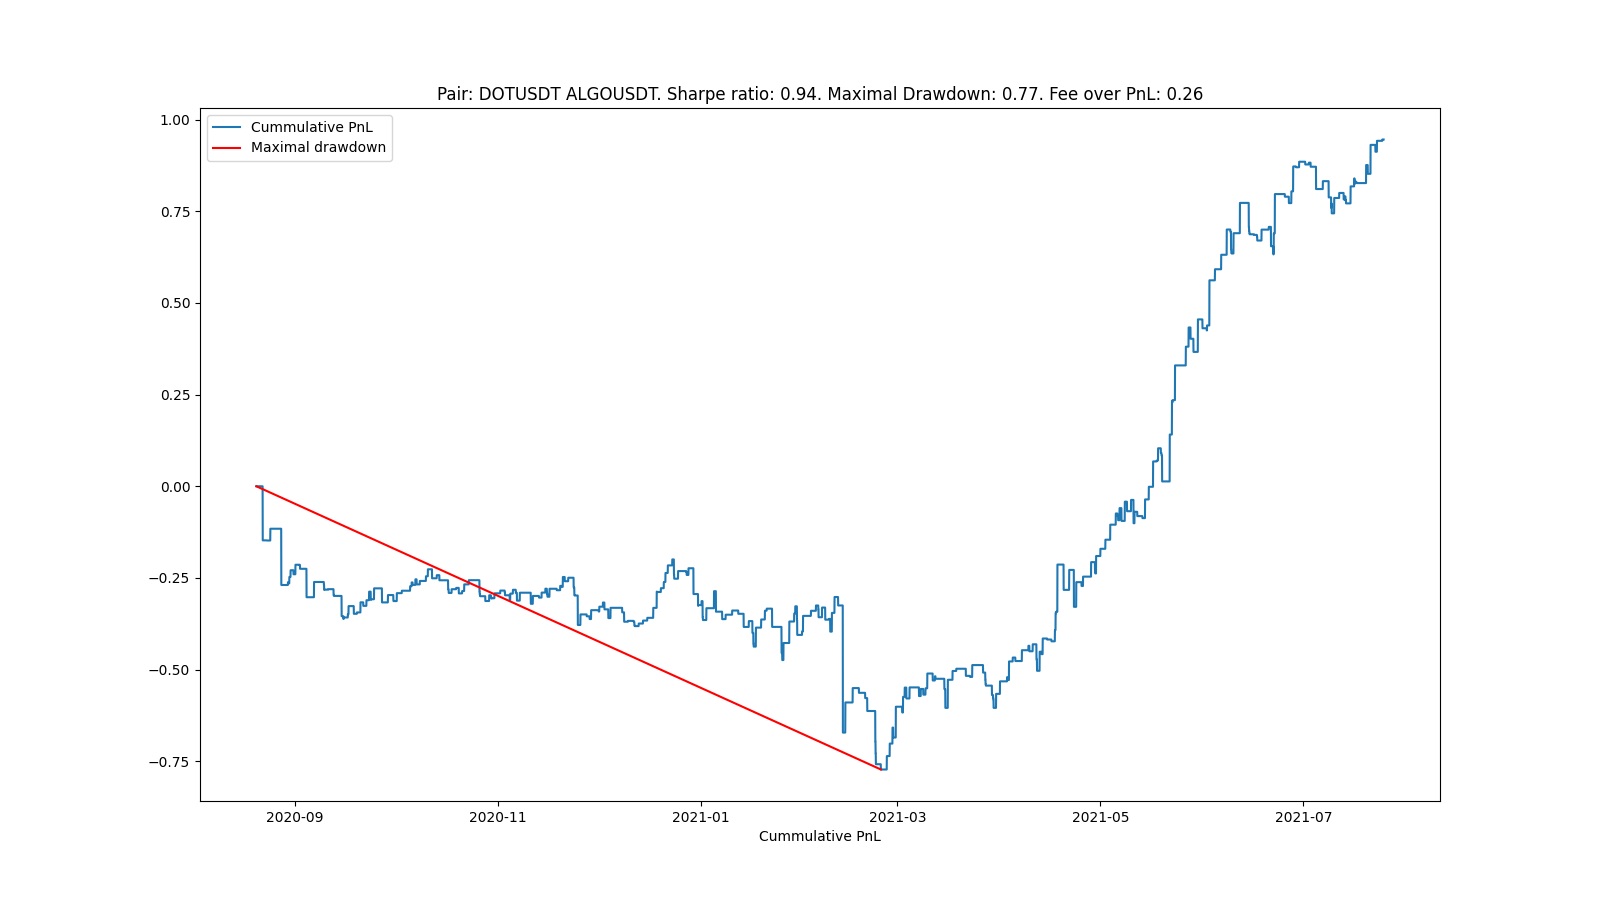 Pair: DOTUSDT ALGOUSDT. Sharpe ratio: 0.94. Maximal Drawdown: 0.77. Fee over PnL: 0.26
Cummulative PnL
Maximal drawdown
1.00
0.75
0.50
0.25
0.00
−0.25
−0.50
−0.75
2020-09 2020-11 2021-01 2021-03 2021-05 2021-07
Cummulative PnL